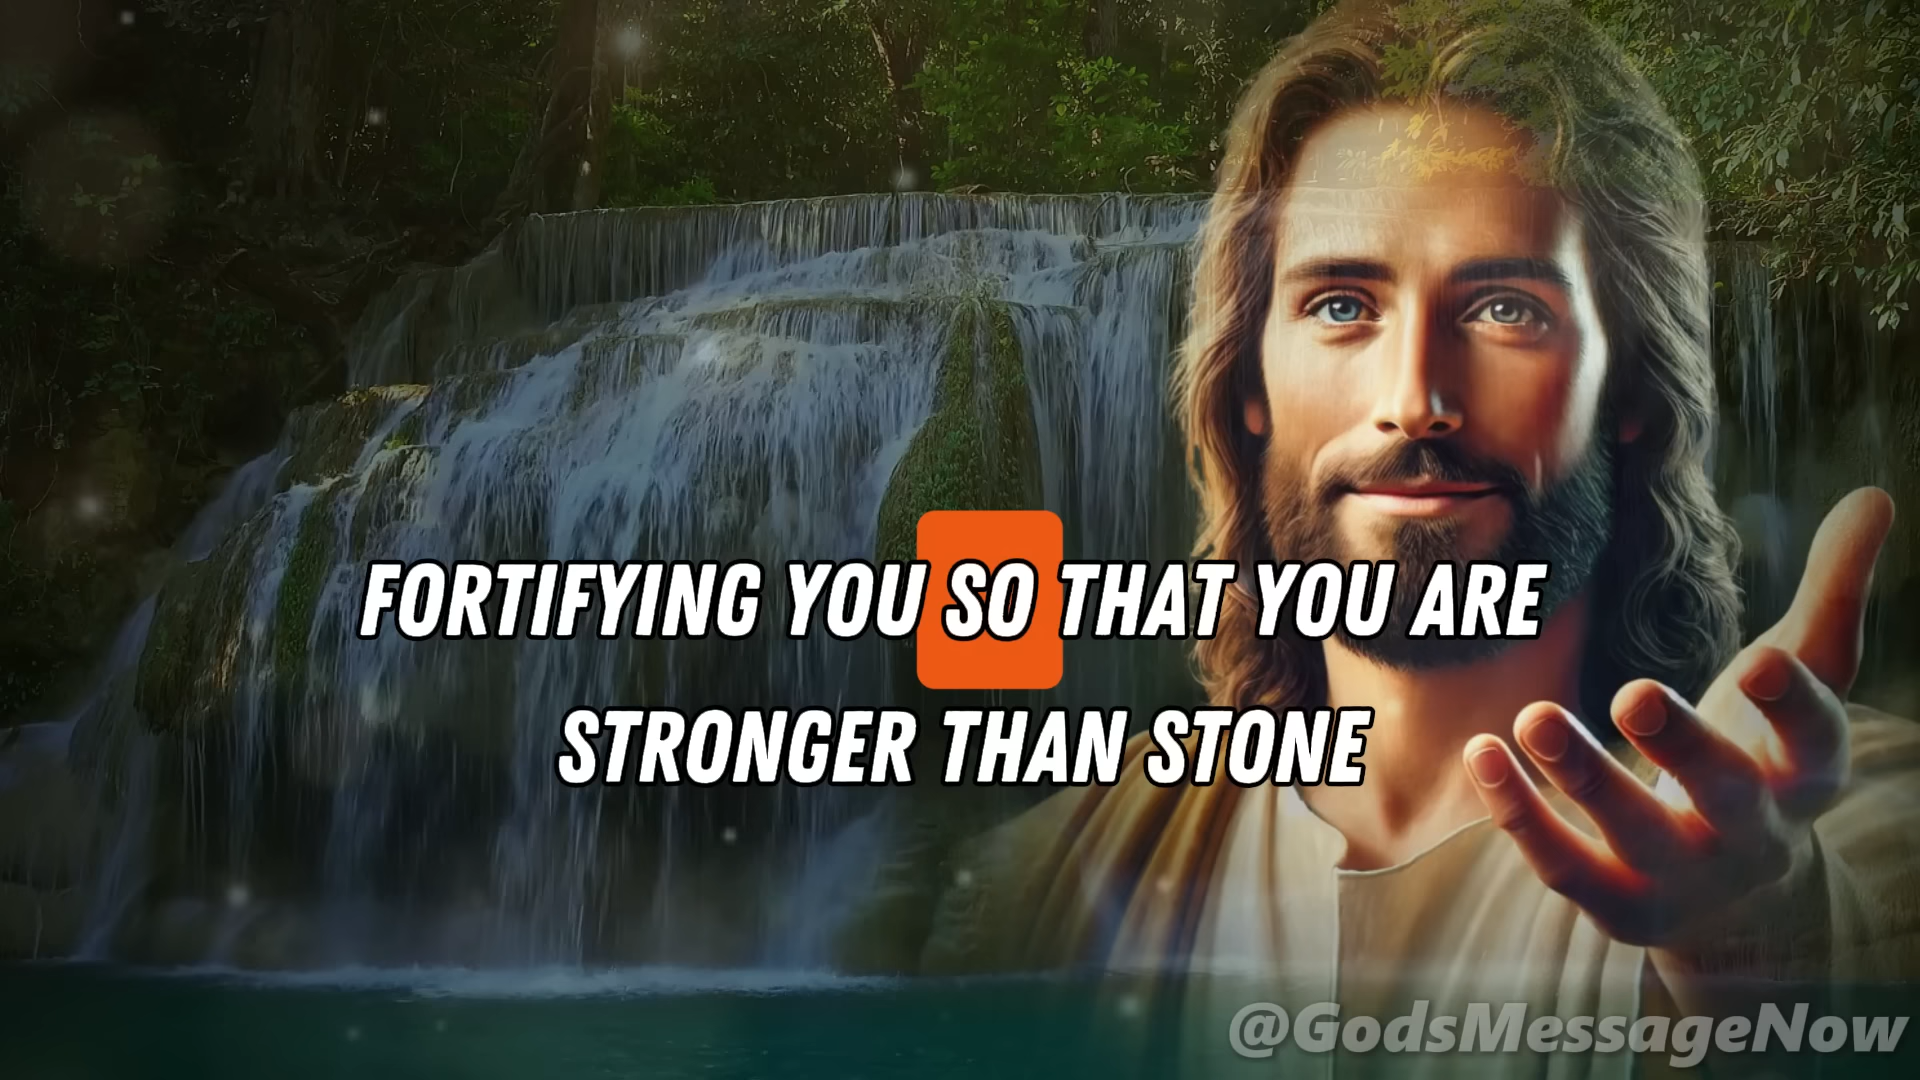 FORTIFYING YOU SO THAT YOU ARE
STRONGER THAN STONE
@GodsMessageNow